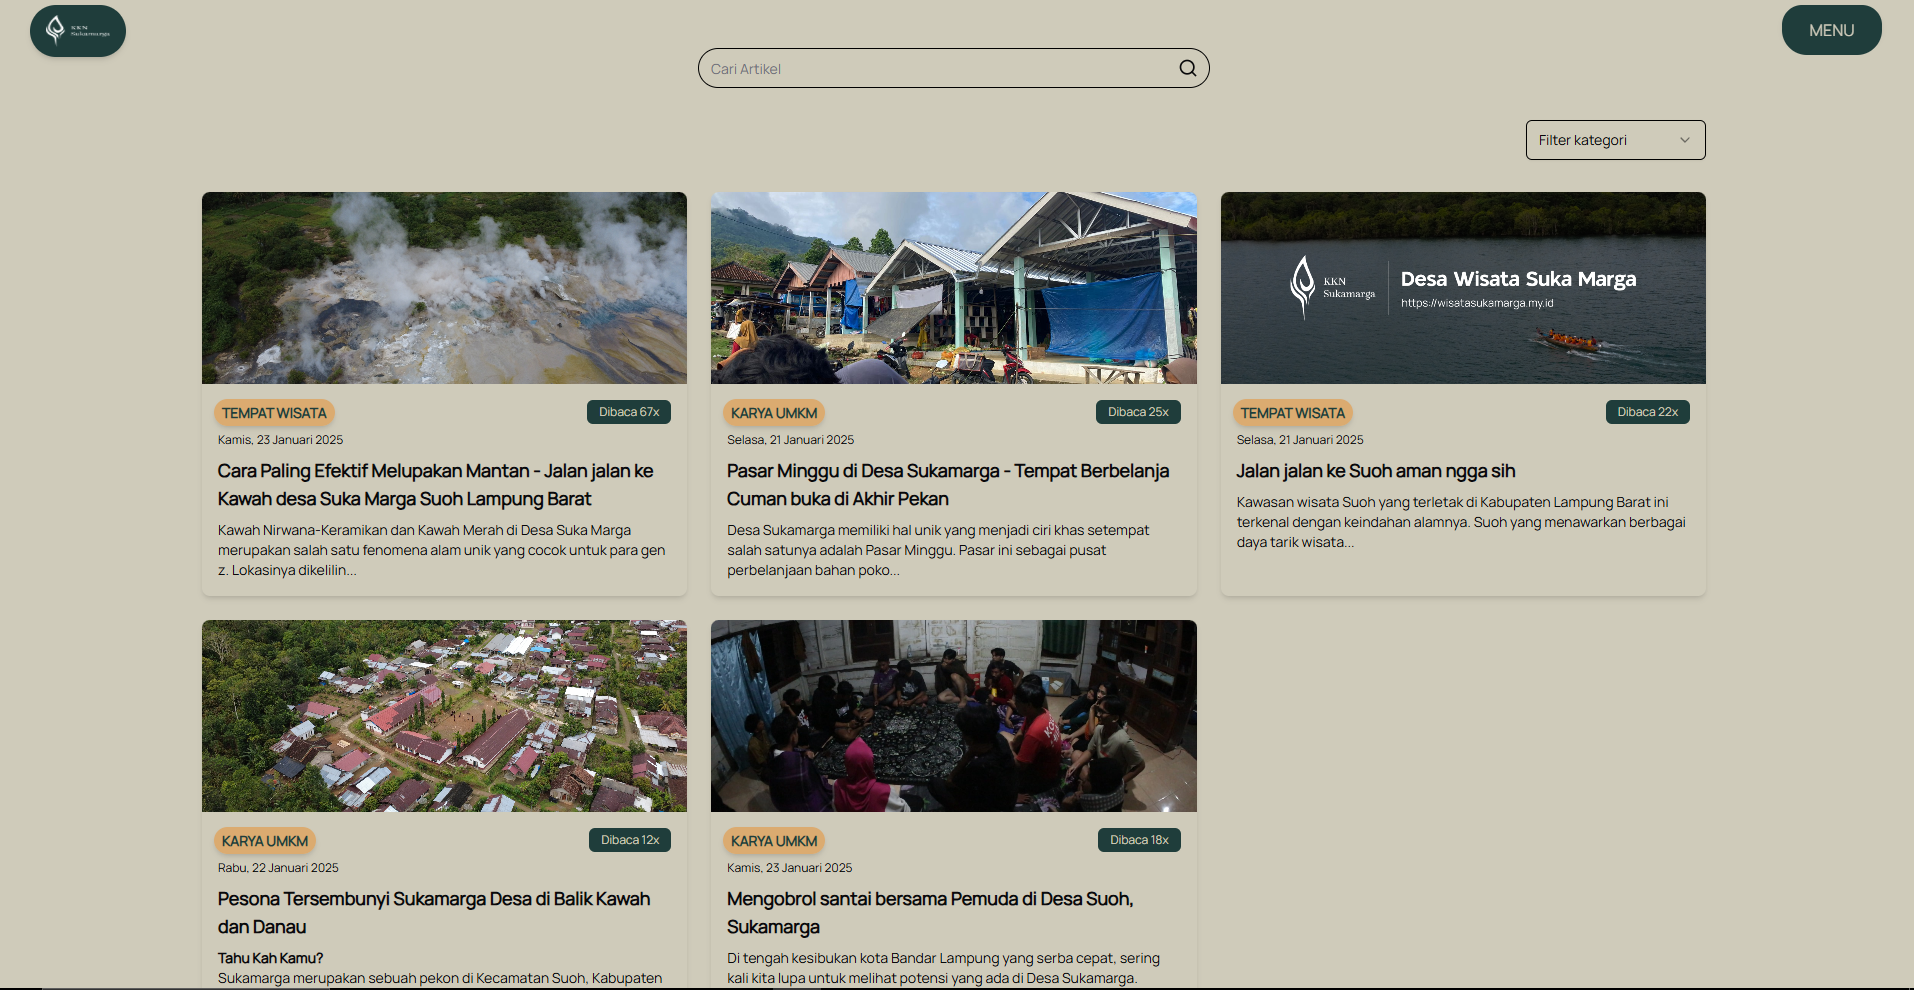 KKN
Sukamarga
MENU
Cari Artikel
Filter kategori
KKN
Sukamarga
Desa Wisata Suka Marga
https://wisatasukamarga.my.id
TEMPAT WISATA
Dibaca 67x
Kamis, 23 Januari 2025
Cara Paling Efektif Melupakan Mantan - Jalan jalan ke
Kawah desa Suka Marga Suoh Lampung Barat
Kawah Nirwana-Keramikan dan Kawah Merah di Desa Suka Marga
merupakan salah satu fenomena alam unik yang cocok untuk para gen
z. Lokasinya dikelilin...
KARYA UMKM
Dibaca 25x
Selasa, 21 Januari 2025
Pasar Minggu di Desa Sukamarga - Tempat Berbelanja
Cuman buka di Akhir Pekan
Desa Sukamarga memiliki hal unik yang menjadi ciri khas setempat
salah satunya adalah Pasar Minggu. Pasar ini sebagai pusat
perbelanjaan bahan poko...
TEMPAT WISATA
Dibaca 22x
Selasa, 21 Januari 2025
Jalan jalan ke Suoh aman ngga sih
Kawasan wisata Suoh yang terletak di Kabupaten Lampung Barat ini
terkenal dengan keindahan alamnya. Suoh yang menawarkan berbagai
daya tarik wisata...
KARYA UMKM
Dibaca 12x
Rabu, 22 Januari 2025
Pesona Tersembunyi Sukamarga Desa di Balik Kawah
dan Danau
Tahu Kah Kamu?
Sukamarga merupakan sebuah pekon di Kecamatan Suoh, Kabupaten
KARYA UMKM
Dibaca 18x
Kamis, 23 Januari 2025
Mengobrol santai bersama Pemuda di Desa Suoh,
Sukamarga
Di tengah kesibukan kota Bandar Lampung yang serba cepat, sering
kali kita lupa untuk melihat potensi yang ada di Desa Sukamarga.